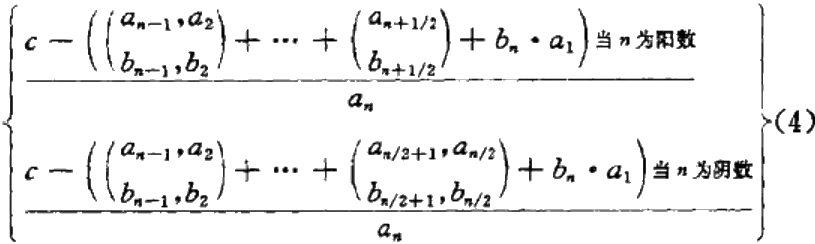 c − ( ( a_{n−1}, a_2
b_{n−1}, b_2 ) + ⋯ + ( a_{n+1/2}
b_{n+1/2} ) + b_n · a_1 ) 当 n 为阳数
a_n
c − ( ( a_{n−1}, a_2
b_{n−1}, b_2 ) + ⋯ + ( a_{n/2+1}, a_{n/2}
b_{n/2+1}, b_{n/2} ) + b_n · a_1 ) 当 n 为阴数
a_n
(4)